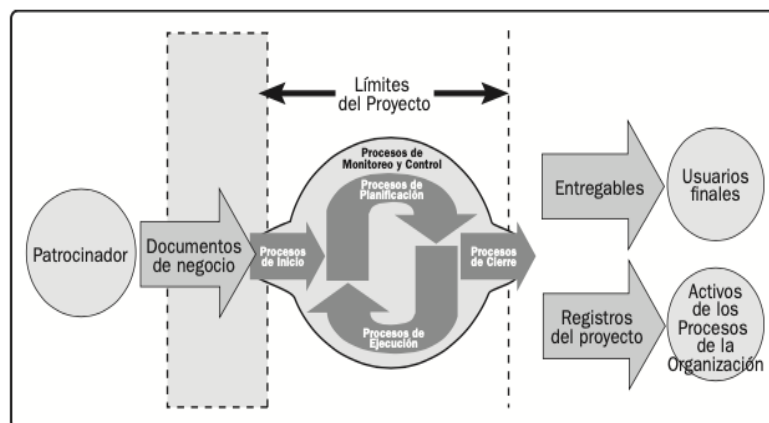 Límites
del Proyecto
Procesos de
Monitoreo y Control
Procesos de
Planificación
Patrocinador
Documentos
de negocio
Procesos
de Inicio
Procesos
de Cierre
Procesos de
Ejecución
Entregables
Usuarios
finales
Registros
del proyecto
Activos
de los
Procesos
de la
Organización